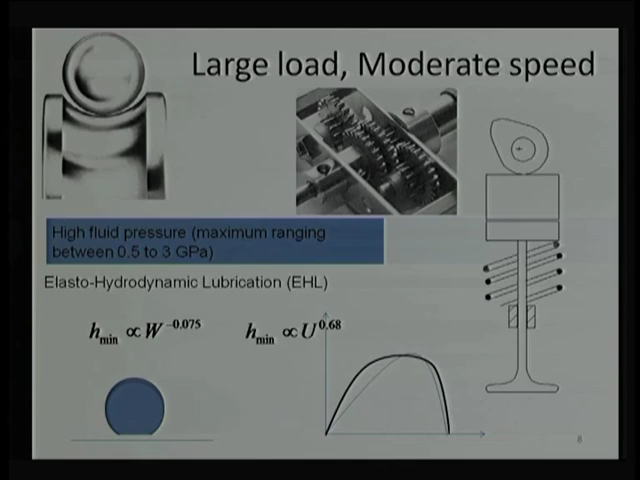 Large load, Moderate speed
High fluid pressure (maximum ranging
between 0.5 to 3 GPa)
Elasto-Hydrodynamic Lubrication (EHL)
h_min ∝ W^−0.075 h_min ∝ U^0.68
8